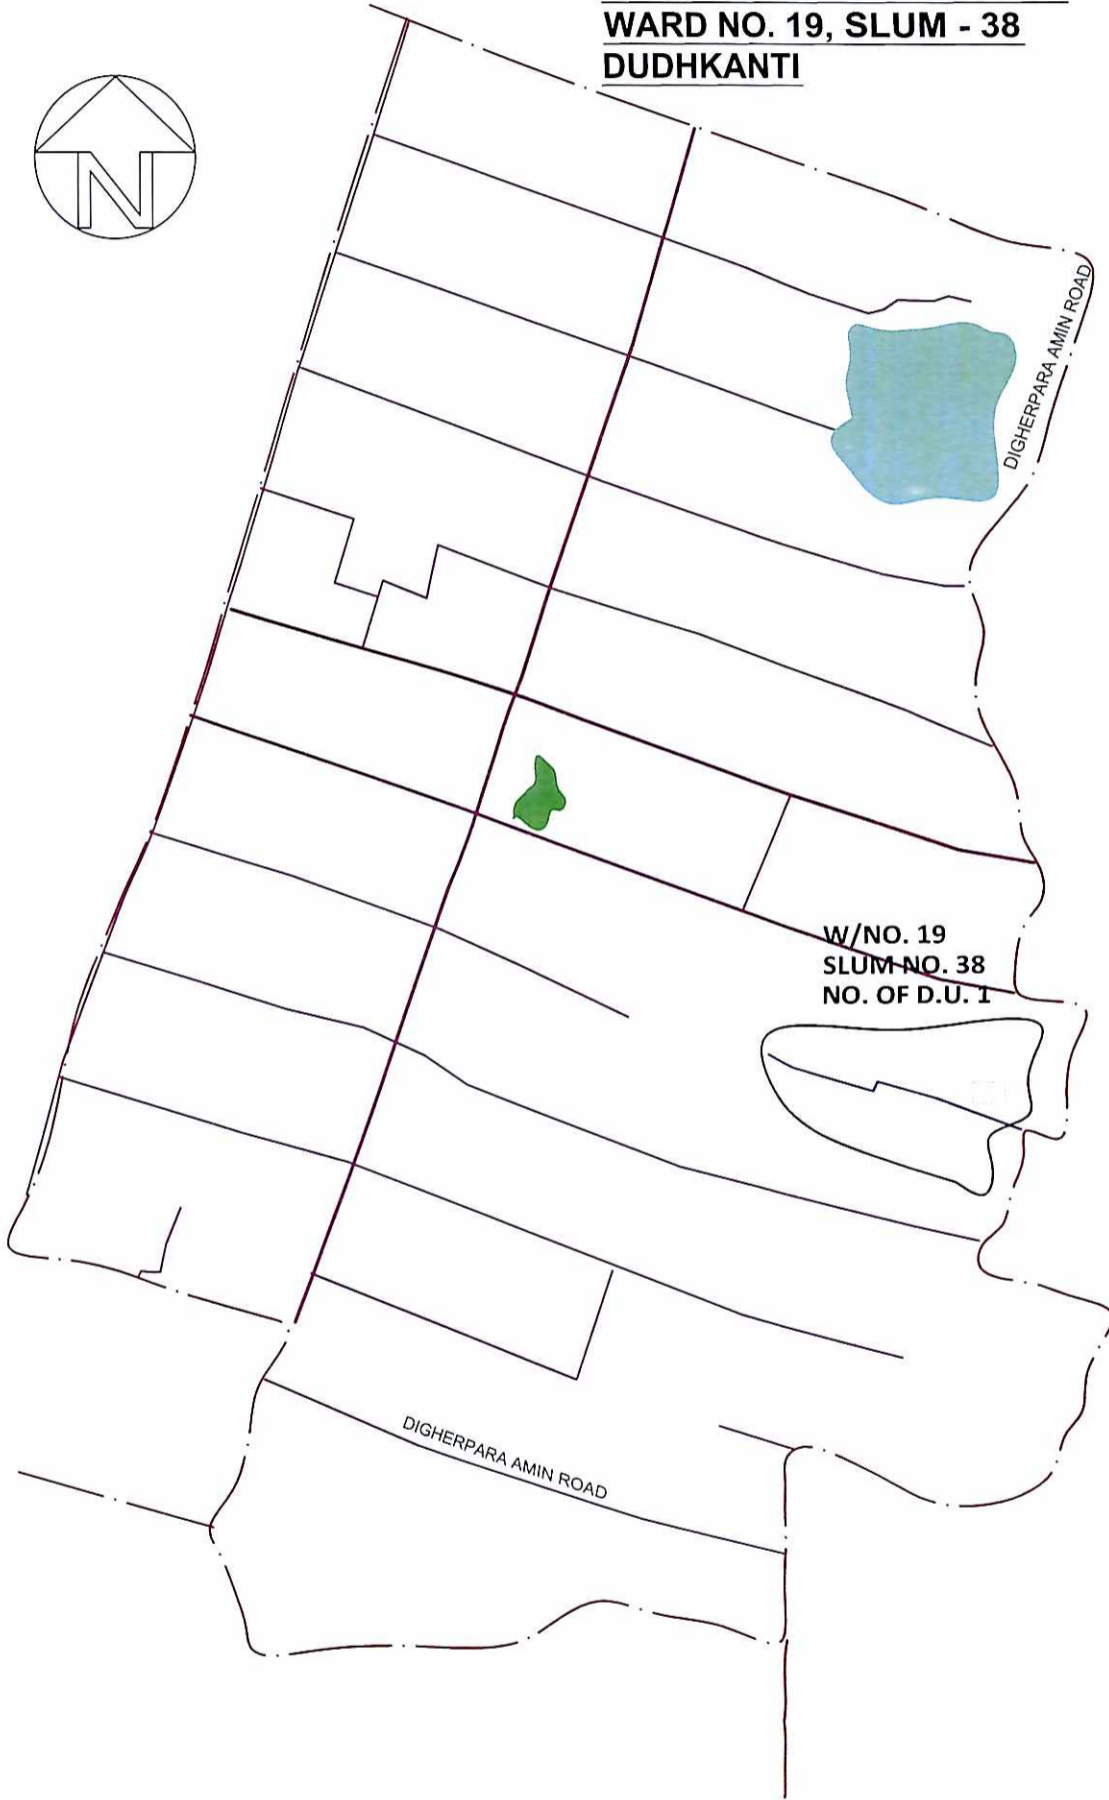 WARD NO. 19, SLUM - 38
DUDHKANTI
N
DIGHERPARA AMIN ROAD
W/NO. 19
SLUM NO. 38
NO. OF D.U. 1
DIGHERPARA AMIN ROAD